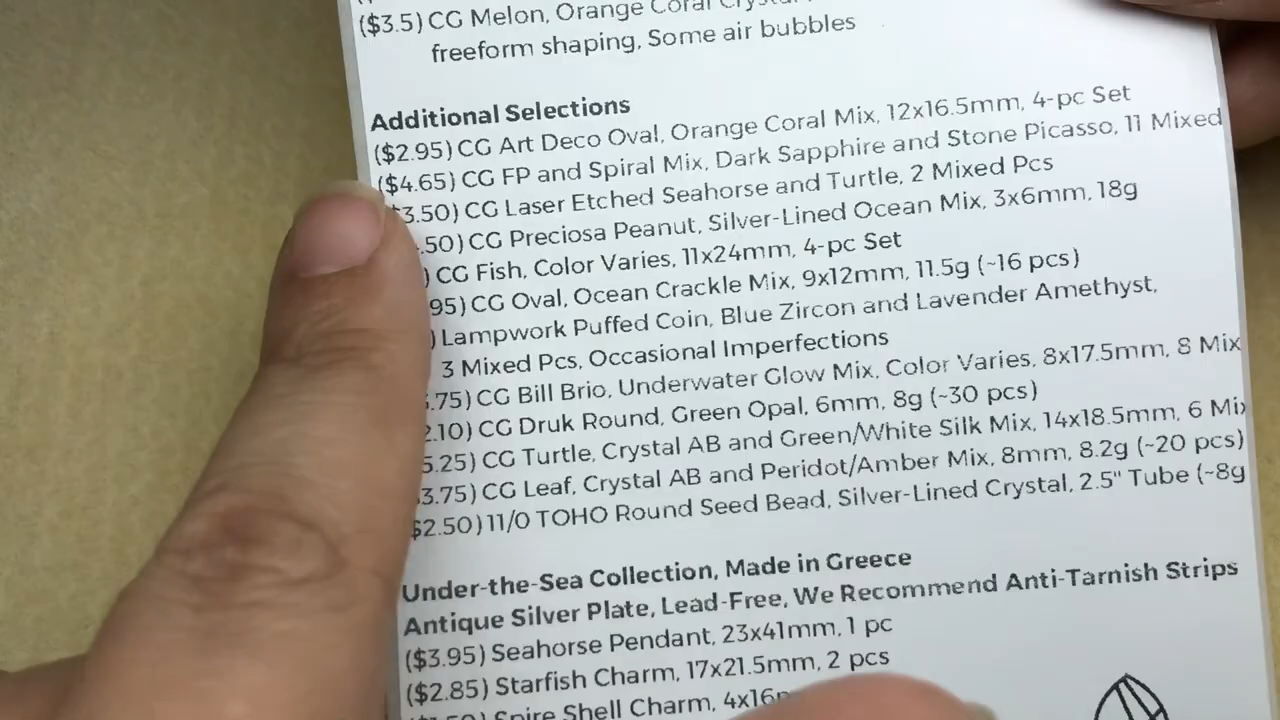 ($3.5) CG Melon, Orange Coral
freeform shaping, Some air bubbles
Additional Selections
($2.95) CG Art Deco Oval, Orange Coral Mix, 12x16.5mm, 4-pc Set
($4.65) CG FP and Spiral Mix, Dark Sapphire and Stone Picasso, 11 Mixed
$3.50) CG Laser Etched Seahorse and Turtle, 2 Mixed Pcs
.50) CG Preciosa Peanut, Silver-Lined Ocean Mix, 3x6mm, 18g
) CG Fish, Color Varies, 11x24mm, 4-pc Set
95) CG Oval, Ocean Crackle Mix, 9x12mm, 11.5g (~16 pcs)
) Lampwork Puffed Coin, Blue Zircon and Lavender Amethyst,
3 Mixed Pcs, Occasional Imperfections
.75) CG Bill Brio, Underwater Glow Mix, Color Varies, 8x17.5mm, 8 Mix
2.10) CG Druk Round, Green Opal, 6mm, 8g (~30 pcs)
5.25) CG Turtle, Crystal AB and Green/White Silk Mix, 14x18.5mm, 6 Mix
3.75) CG Leaf, Crystal AB and Peridot/Amber Mix, 8mm, 8.2g (~20 pcs)
$2.50) 11/0 TOHO Round Seed Bead, Silver-Lined Crystal, 2.5" Tube (~8g
Under-the-Sea Collection, Made in Greece
Antique Silver Plate, Lead-Free, We Recommend Anti-Tarnish Strips
($3.95) Seahorse Pendant, 23x41mm, 1 pc
($2.85) Starfish Charm, 17x21.5mm, 2 pcs
Spire Shell Charm,